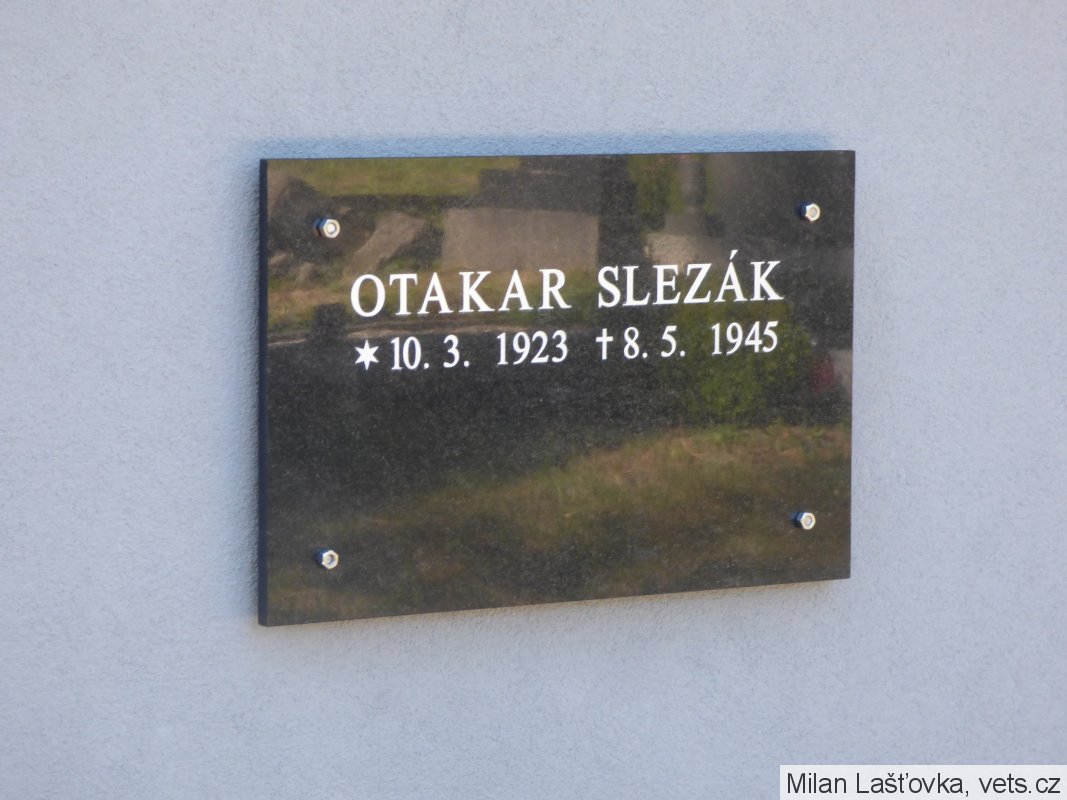 OTAKAR SLEZÁK
✶ 10. 3. 1923 † 8. 5. 1945
Milan Lašťovka, vets.cz